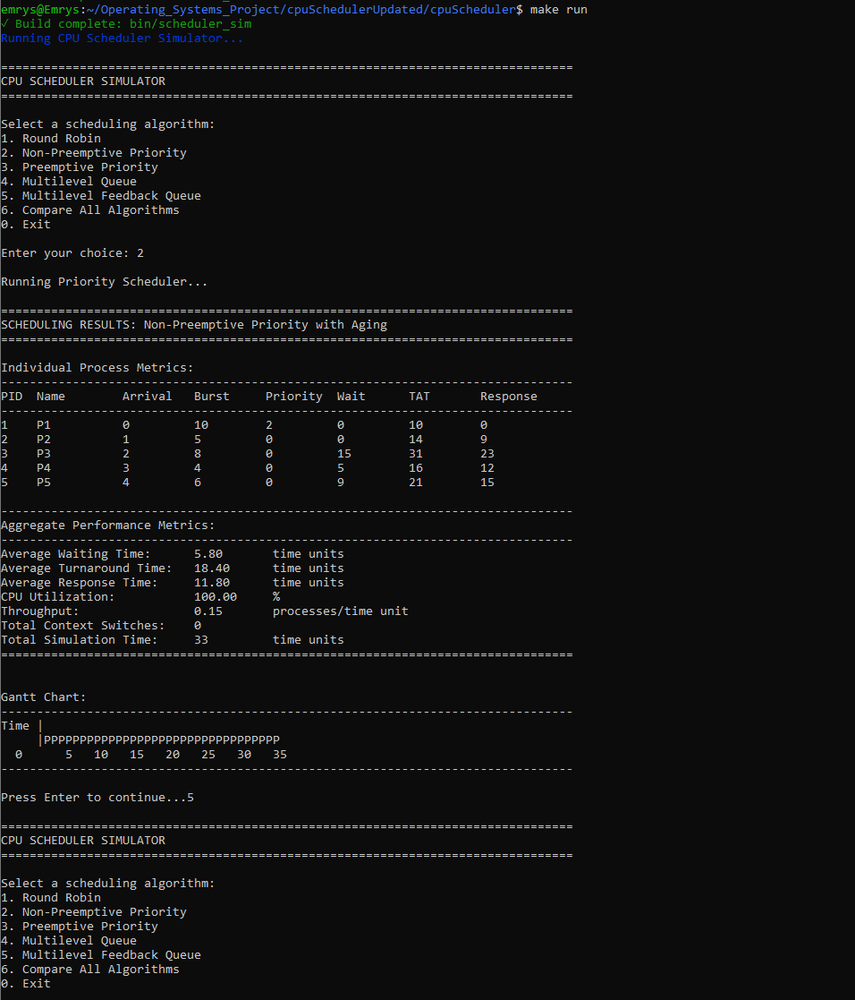 emrys@Emrys:~/Operating_Systems_Project/cpuSchedulerUpdated/cpuScheduler$ make run
✓ Build complete: bin/scheduler_sim
Running CPU Scheduler Simulator...
================================================================================
CPU SCHEDULER SIMULATOR
================================================================================
Select a scheduling algorithm:
1. Round Robin
2. Non-Preemptive Priority
3. Preemptive Priority
4. Multilevel Queue
5. Multilevel Feedback Queue
6. Compare All Algorithms
0. Exit
Enter your choice: 2
Running Priority Scheduler...
================================================================================
SCHEDULING RESULTS: Non-Preemptive Priority with Aging
================================================================================
Individual Process Metrics:
--------------------------------------------------------------------------------
PID  Name        Arrival   Burst     Priority  Wait      TAT       Response
--------------------------------------------------------------------------------
1    P1          0         10        2         0         10        0
2    P2          1         5         0         0         14        9
3    P3          2         8         0         15        31        23
4    P4          3         4         0         5         16        12
5    P5          4         6         0         9         21        15
--------------------------------------------------------------------------------
Aggregate Performance Metrics:
--------------------------------------------------------------------------------
Average Waiting Time:      5.80       time units
Average Turnaround Time:   18.40      time units
Average Response Time:     11.80      time units
CPU Utilization:           100.00     %
Throughput:                0.15       processes/time unit
Total Context Switches:    0
Total Simulation Time:     33         time units
================================================================================
Gantt Chart:
--------------------------------------------------------------------------------
Time |
     |PPPPPPPPPPPPPPPPPPPPPPPPPPPPPPPPP
  0      5   10   15   20   25   30   35
--------------------------------------------------------------------------------
Press Enter to continue...5
================================================================================
CPU SCHEDULER SIMULATOR
================================================================================
Select a scheduling algorithm:
1. Round Robin
2. Non-Preemptive Priority
3. Preemptive Priority
4. Multilevel Queue
5. Multilevel Feedback Queue
6. Compare All Algorithms
0. Exit